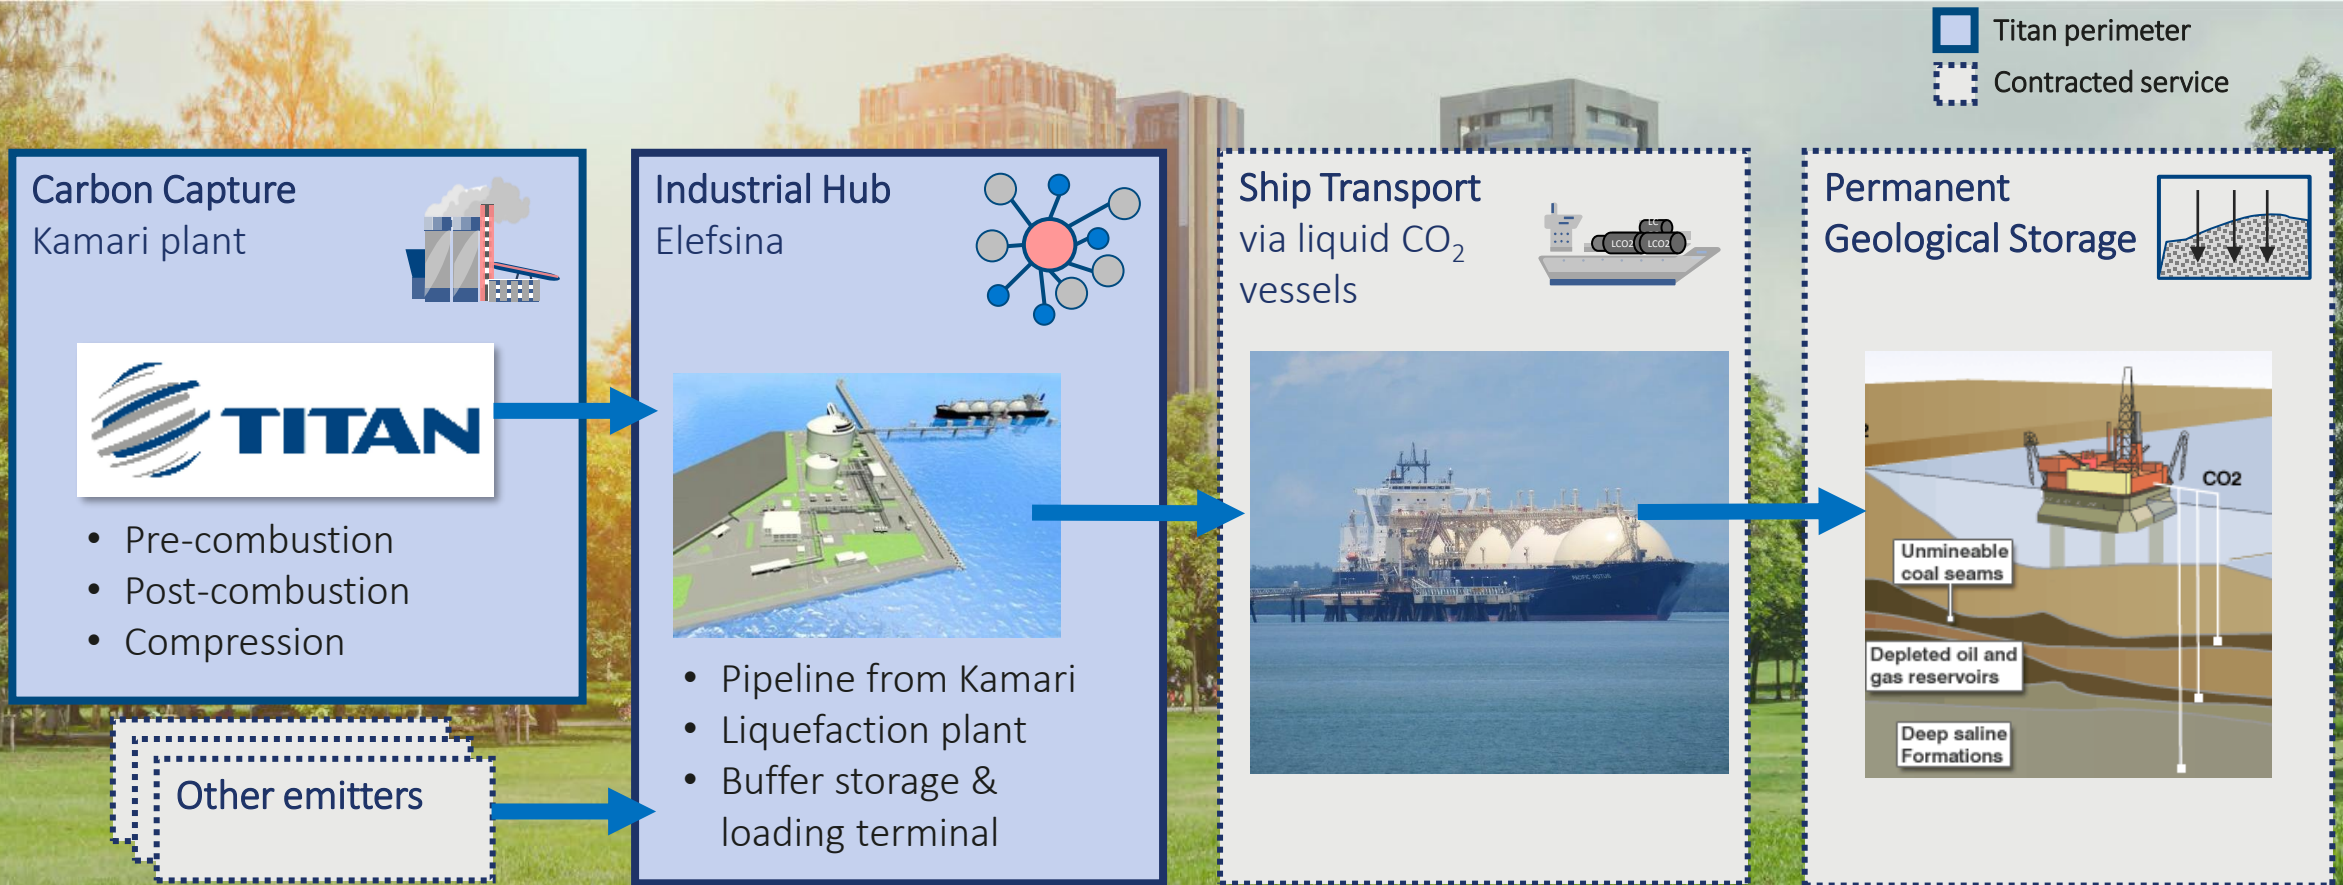 Titan perimeter
Contracted service
Carbon Capture
Kamari plant
TITAN
• Pre-combustion
• Post-combustion
• Compression
Other emitters
Industrial Hub
Elefsina
• Pipeline from Kamari
• Liquefaction plant
• Buffer storage &
loading terminal
Ship Transport
via liquid CO₂
vessels
LCO2
LCO2
PACIFIC NOTUS
Permanent
Geological Storage
CO2
Unmineable
coal seams
Depleted oil and
gas reservoirs
Deep saline
Formations